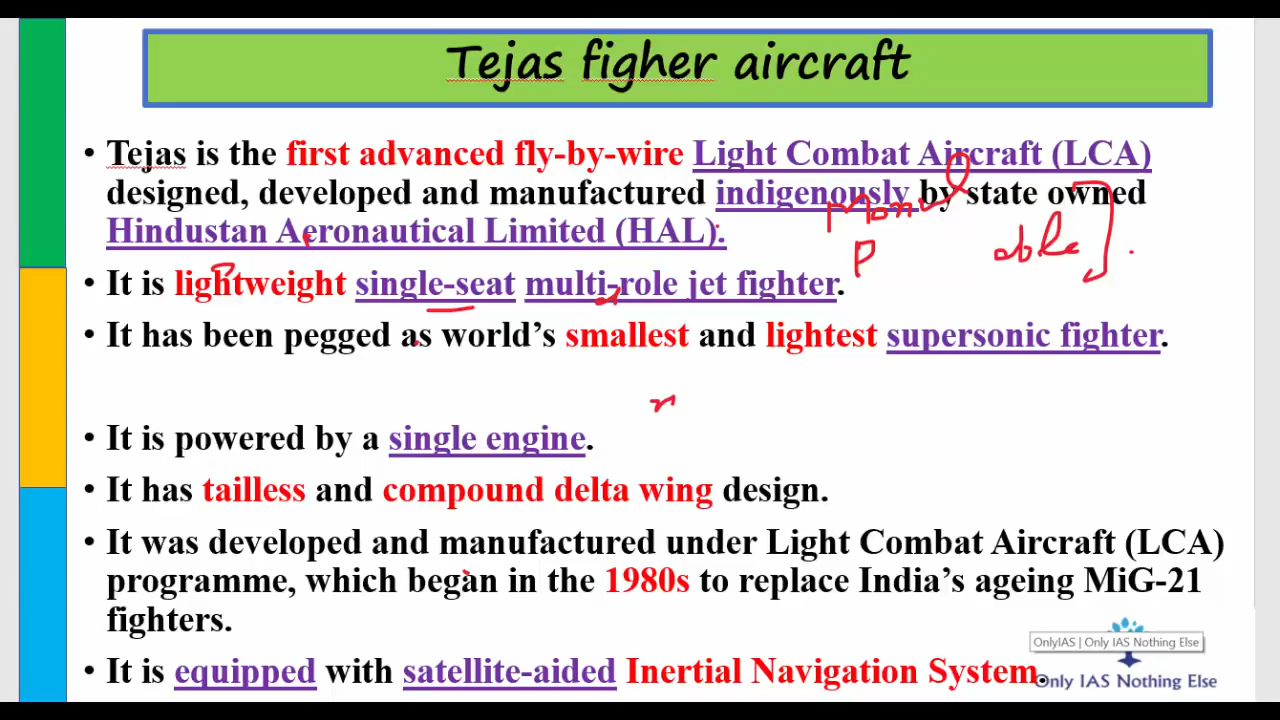 Tejas figher aircraft
• Tejas is the first advanced fly-by-wire Light Combat Aircraft (LCA)
designed, developed and manufactured indigenously by state owned
Hindustan Aeronautical Limited (HAL).
able
P
• It is lightweight single-seat multi-role jet fighter.
• It has been pegged as world's smallest and lightest supersonic fighter.
• It is powered by a single engine.
• It has tailless and compound delta wing design.
• It was developed and manufactured under Light Combat Aircraft (LCA)
programme, which began in the 1980s to replace India's ageing MiG-21
fighters.
• It is equipped with satellite-aided Inertial Navigation System.
OnlyIAS | Only IAS Nothing Else
Only IAS Nothing Else